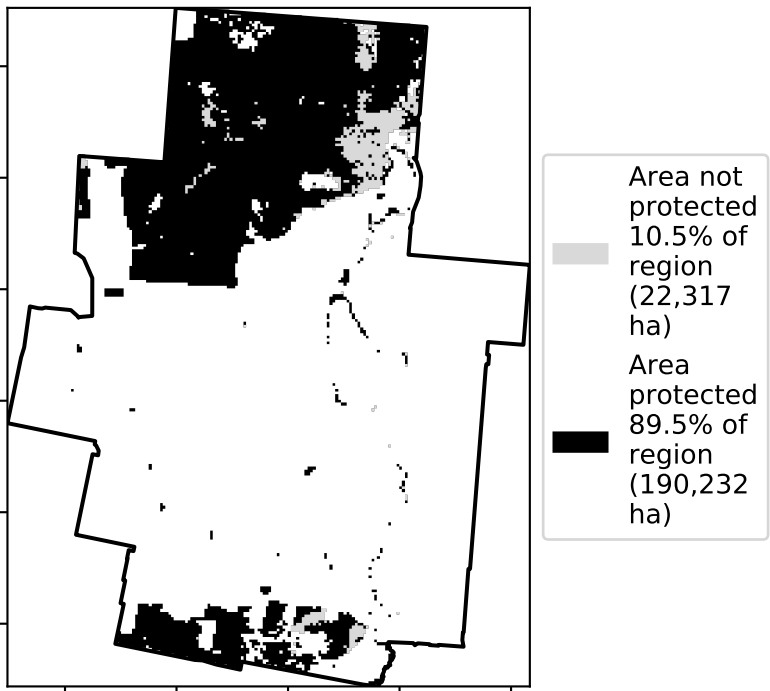 Area not
protected
10.5% of
region
(22,317
ha)
Area
protected
89.5% of
region
(190,232
ha)